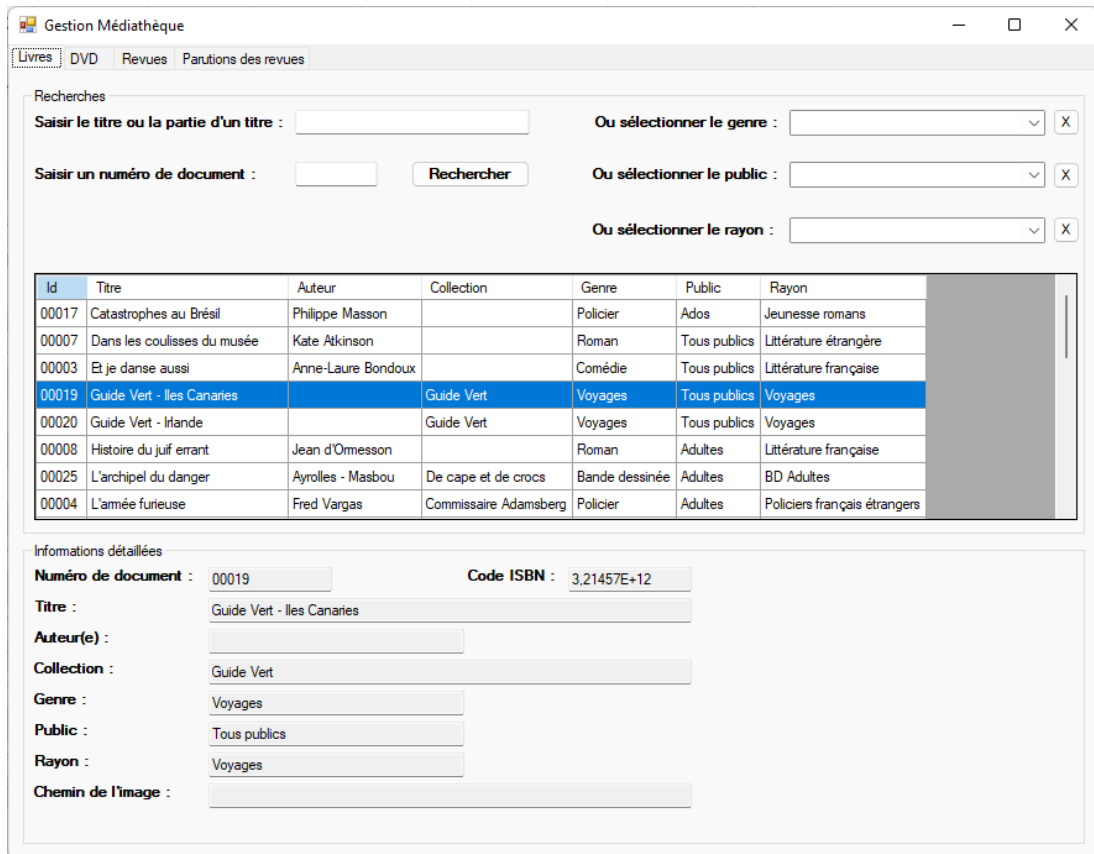 Gestion Médiathèque
Livres DVD Revues Parutions des revues
Recherches
Saisir le titre ou la partie d'un titre : Ou sélectionner le genre : X
Saisir un numéro de document : Rechercher Ou sélectionner le public : X
Ou sélectionner le rayon : X
Id Titre Auteur Collection Genre Public Rayon
00017 Catastrophes au Brésil Philippe Masson Policier Ados Jeunesse romans
00007 Dans les coulisses du musée Kate Atkinson Roman Tous publics Littérature étrangère
00003 Et je danse aussi Anne-Laure Bondoux Comédie Tous publics Littérature française
00019 Guide Vert - Iles Canaries Guide Vert Voyages Tous publics Voyages
00020 Guide Vert - Irlande Guide Vert Voyages Tous publics Voyages
00008 Histoire du juif errant Jean d'Ormesson Roman Adultes Littérature française
00025 L'archipel du danger Ayrolles - Masbou De cape et de crocs Bande dessinée Adultes BD Adultes
00004 L'armée furieuse Fred Vargas Commissaire Adamsberg Policier Adultes Policiers français étrangers
Informations détaillées
Numéro de document : 00019 Code ISBN : 3,21457E+12
Titre : Guide Vert - Iles Canaries
Auteur(e) :
Collection : Guide Vert
Genre : Voyages
Public : Tous publics
Rayon : Voyages
Chemin de l'image :